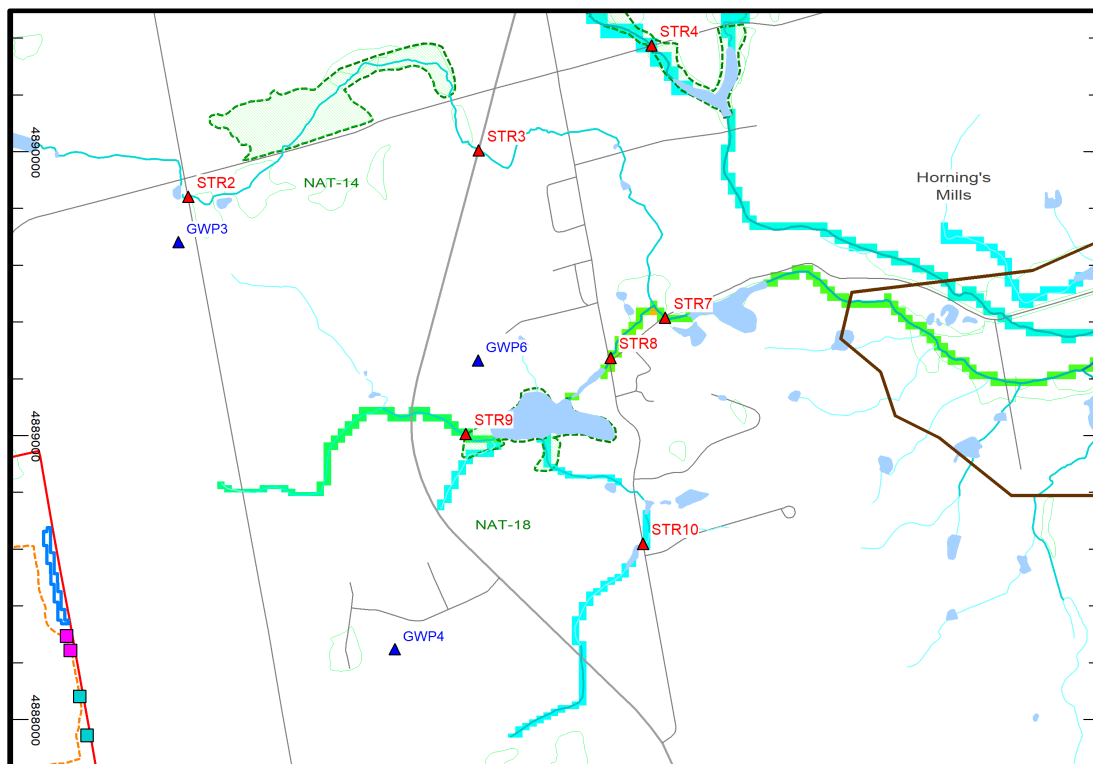 STR4
4890000
STR3
Horning's
Mills
STR2
NAT-14
GWP3
STR7
STR8
GWP6
STR9
4889000
NAT-18
STR10
GWP4
4888000